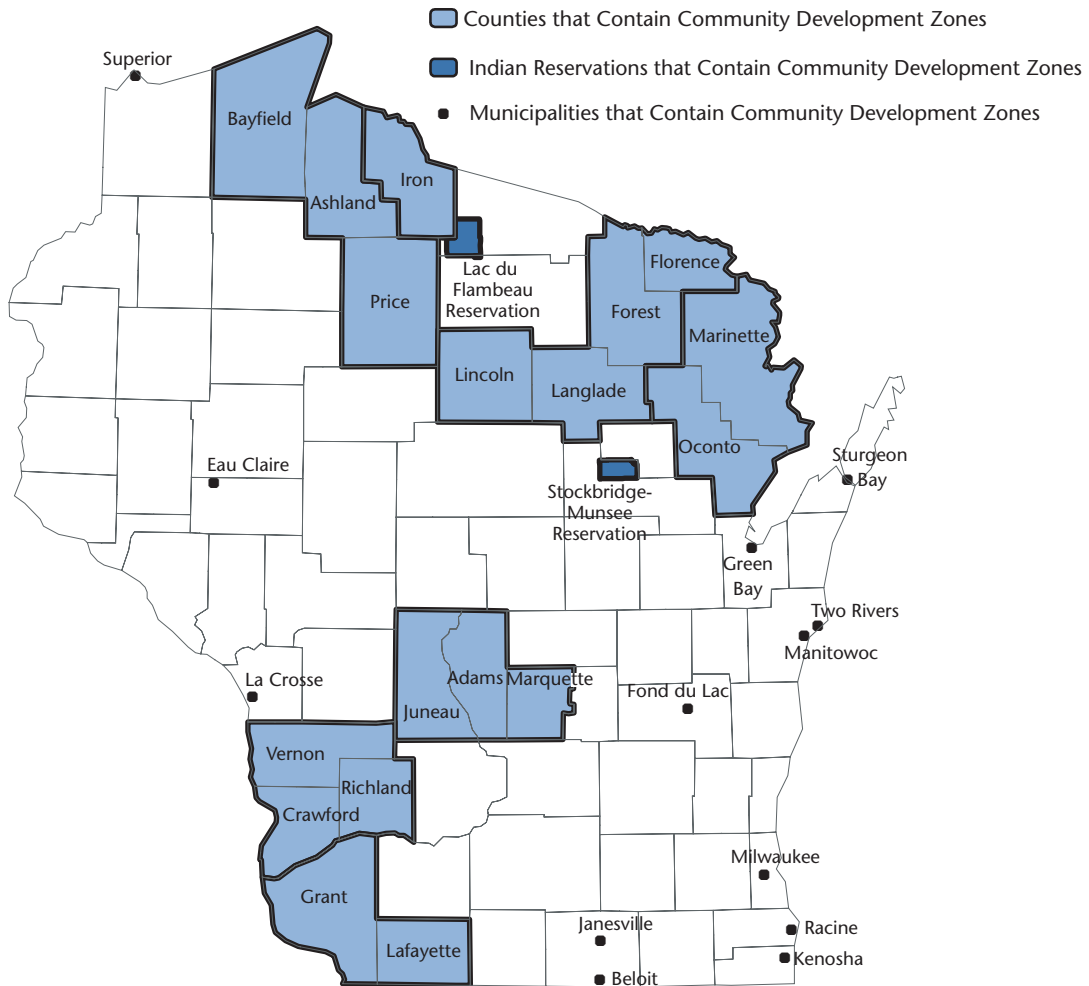 Counties that Contain Community Development Zones
Indian Reservations that Contain Community Development Zones
Municipalities that Contain Community Development Zones
Superior
Bayfield
Iron
Ashland
Florence
Lac du
Flambeau
Reservation
Price
Forest
Marinette
Lincoln
Langlade
Oconto
Eau Claire
Sturgeon
Bay
Stockbridge-
Munsee
Reservation
Green
Bay
Two Rivers
Manitowoc
La Crosse
Adams
Marquette
Fond du Lac
Juneau
Vernon
Richland
Crawford
Milwaukee
Grant
Janesville
Racine
Lafayette
Kenosha
Beloit